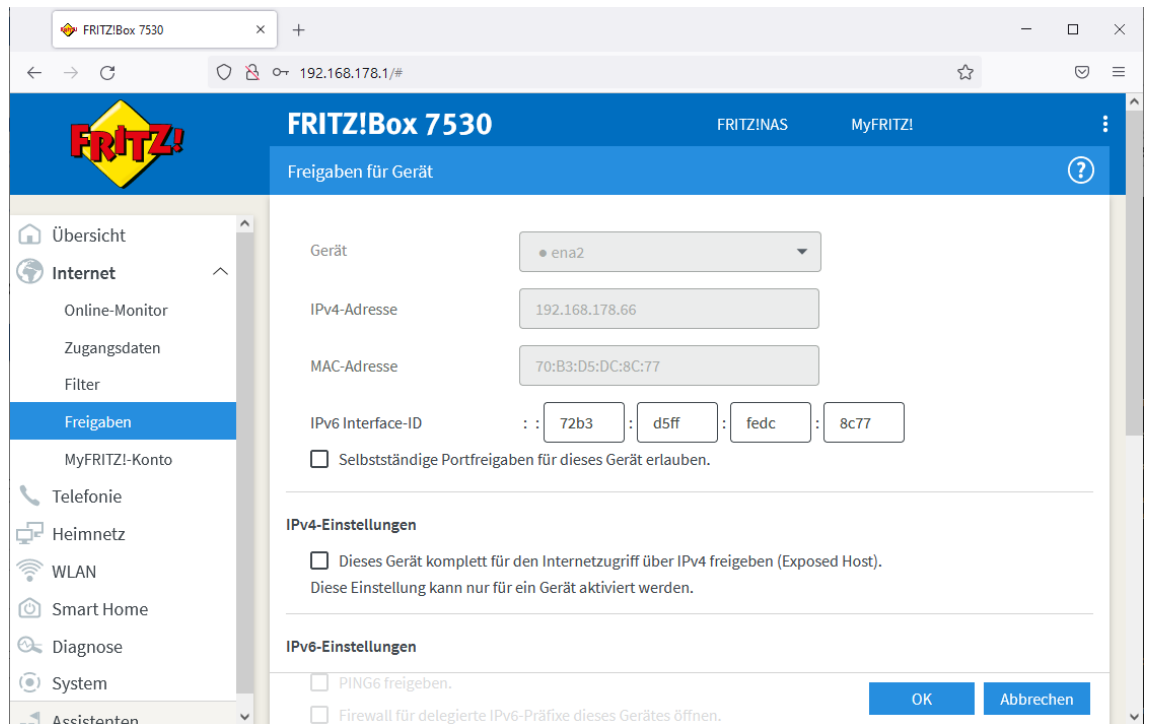 FRITZ!Box 7530
192.168.178.1/#
FRITZ!
FRITZ!Box 7530 FRITZ!NAS MyFRITZ!
Freigaben für Gerät
?
Übersicht
Internet
Online-Monitor
Zugangsdaten
Filter
Freigaben
MyFRITZ!-Konto
Telefonie
Heimnetz
WLAN
Smart Home
Diagnose
System
Assistenten
Gerät ena2
IPv4-Adresse 192.168.178.66
MAC-Adresse 70:B3:D5:DC:8C:77
IPv6 Interface-ID : : 72b3 : d5ff : fedc : 8c77
Selbstständige Portfreigaben für dieses Gerät erlauben.
IPv4-Einstellungen
Dieses Gerät komplett für den Internetzugriff über IPv4 freigeben (Exposed Host).
Diese Einstellung kann nur für ein Gerät aktiviert werden.
IPv6-Einstellungen
PING6 freigeben.
Firewall für delegierte IPv6-Präfixe dieses Gerätes öffnen.
OK Abbrechen